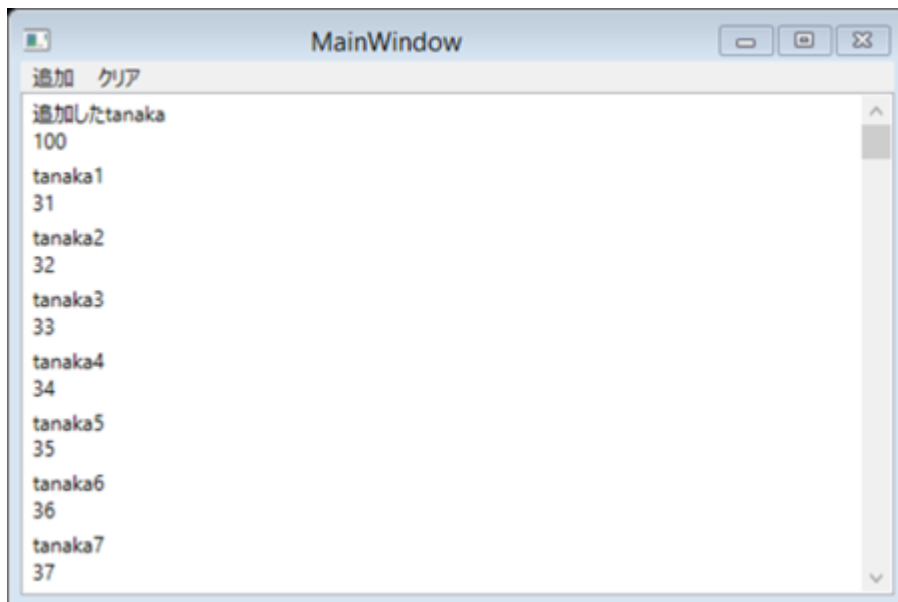 MainWindow
追加 クリア
追加したtanaka
100
tanaka1
31
tanaka2
32
tanaka3
33
tanaka4
34
tanaka5
35
tanaka6
36
tanaka7
37